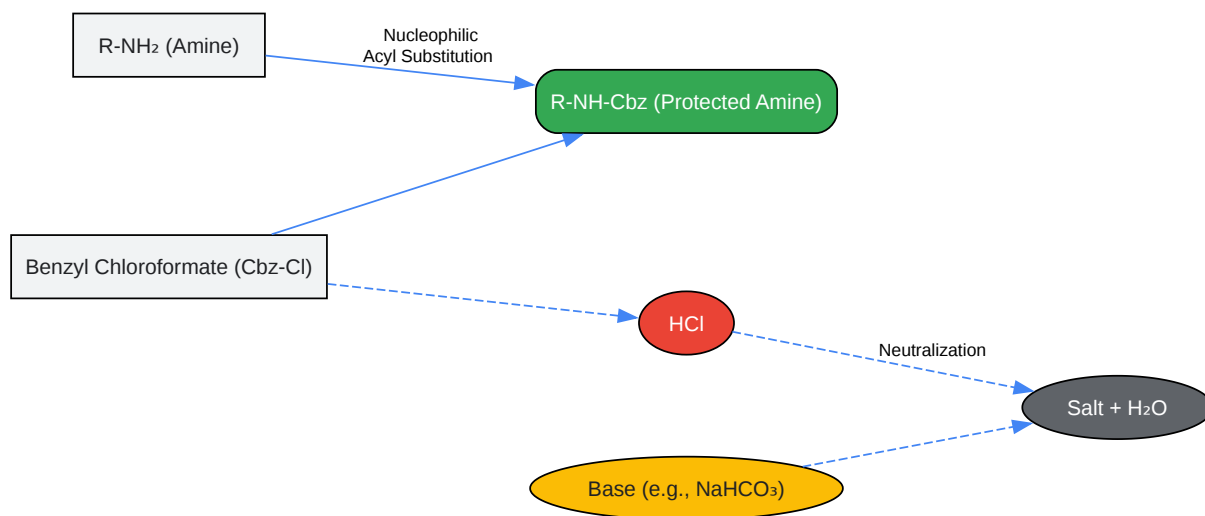 R-NH₂ (Amine)
Nucleophilic
Acyl Substitution
R-NH-Cbz (Protected Amine)
Benzyl Chloroformate (Cbz-Cl)
HCl
Neutralization
Salt + H₂O
Base (e.g., NaHCO₃)